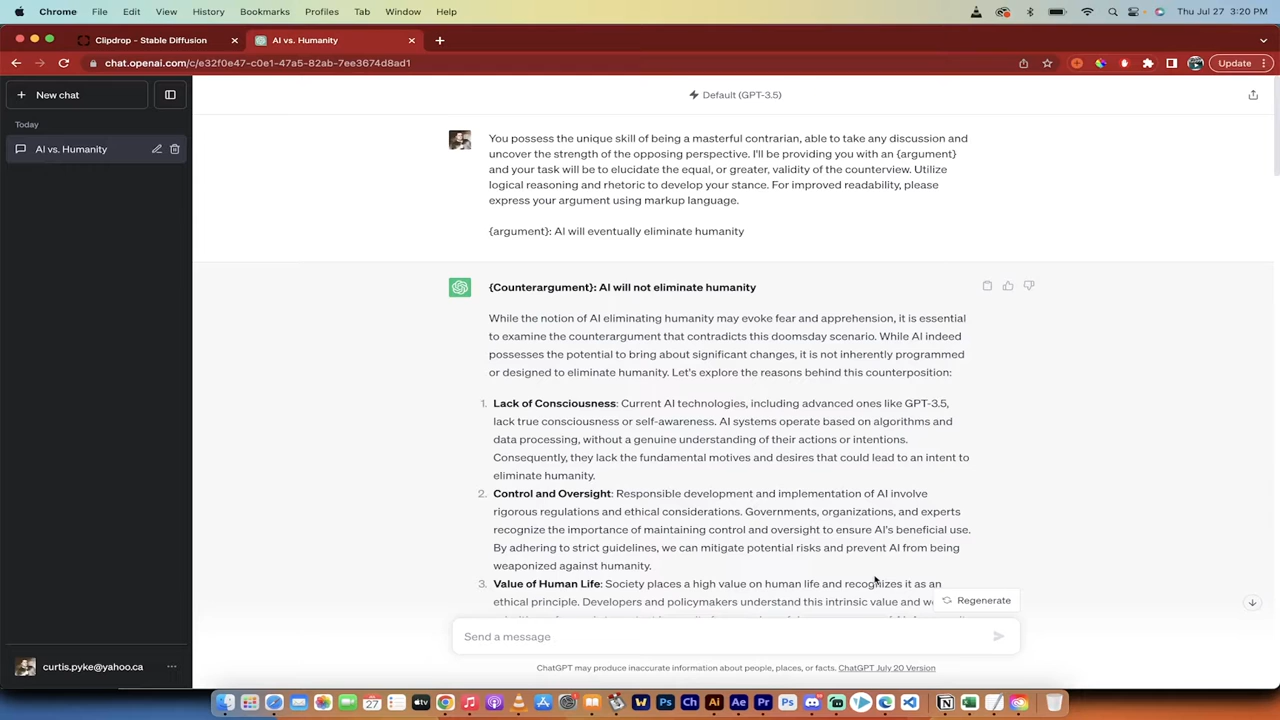 Chrome File Edit View History Bookmarks Profiles Tab Window Help Thu Jul 27 3:20 PM
Clipdrop - Stable Diffusion AI vs. Humanity
chat.openai.com/c/e32f0e47-c0e1-47a5-82ab-7ee3674d8ad1 Update
New chat
Default (GPT-3.5)
Today
AI vs. Humanity
You possess the unique skill of being a masterful contrarian, able to take any discussion and
uncover the strength of the opposing perspective. I'll be providing you with an {argument}
and your task will be to elucidate the equal, or greater, validity of the counterview. Utilize
logical reasoning and rhetoric to develop your stance. For improved readability, please
express your argument using markup language.
{argument}: AI will eventually eliminate humanity
{Counterargument}: AI will not eliminate humanity
While the notion of AI eliminating humanity may evoke fear and apprehension, it is essential
to examine the counterargument that contradicts this doomsday scenario. While AI indeed
possesses the potential to bring about significant changes, it is not inherently programmed
or designed to eliminate humanity. Let's explore the reasons behind this counterposition:
1. Lack of Consciousness: Current AI technologies, including advanced ones like GPT-3.5,
lack true consciousness or self-awareness. AI systems operate based on algorithms and
data processing, without a genuine understanding of their actions or intentions.
Consequently, they lack the fundamental motives and desires that could lead to an intent to
eliminate humanity.
2. Control and Oversight: Responsible development and implementation of AI involve
rigorous regulations and ethical considerations. Governments, organizations, and experts
recognize the importance of maintaining control and oversight to ensure AI's beneficial use.
By adhering to strict guidelines, we can mitigate potential risks and prevent AI from being
weaponized against humanity.
3. Value of Human Life: Society places a high value on human life and recognizes it as an
ethical principle. Developers and policymakers understand this intrinsic value and
Regenerate
Send a message
ChatGPT may produce inaccurate information about people, places, or facts. ChatGPT July 20 Version
curtis.pyke@yahoo.ca